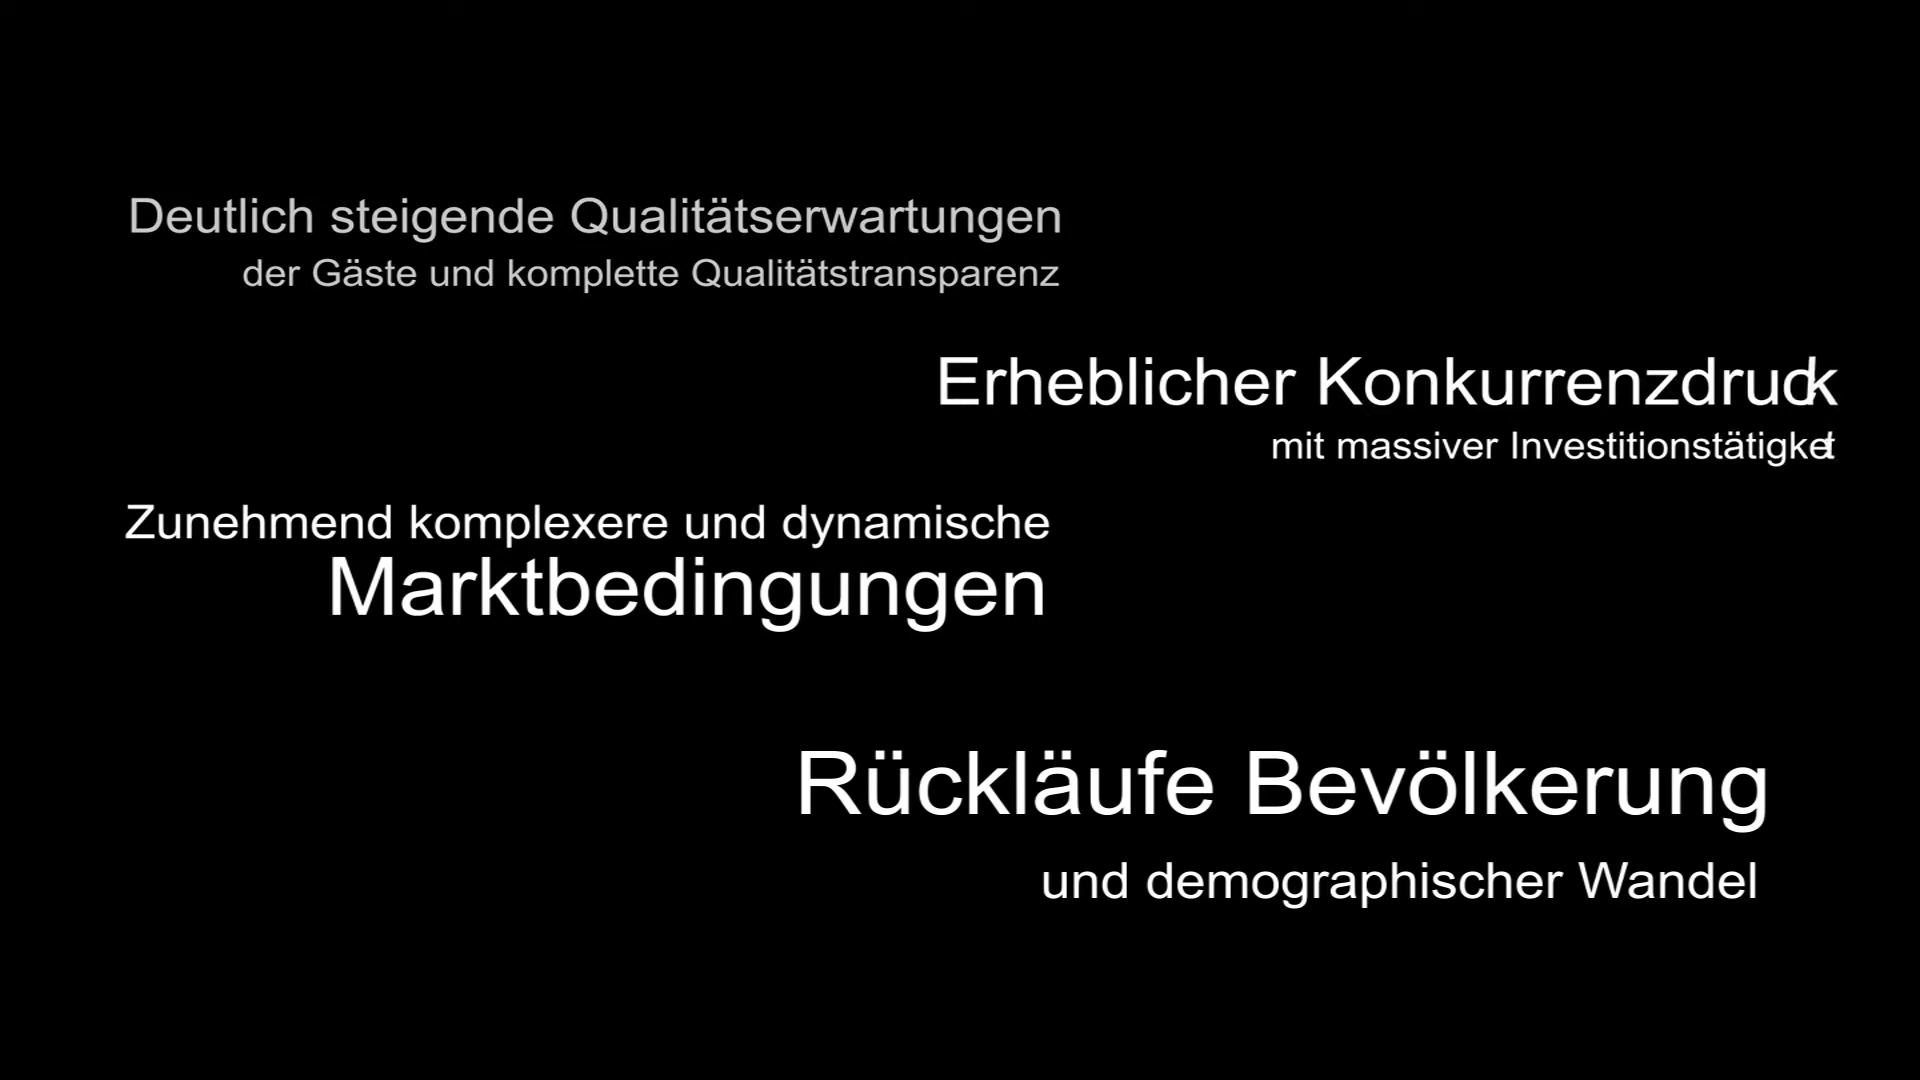 Deutlich steigende Qualitätserwartungen
der Gäste und komplette Qualitätstransparenz
Erheblicher Konkurrenzdruck
mit massiver Investitionstätigket
Zunehmend komplexere und dynamische
Marktbedingungen
Rückläufe Bevölkerung
und demographischer Wandel